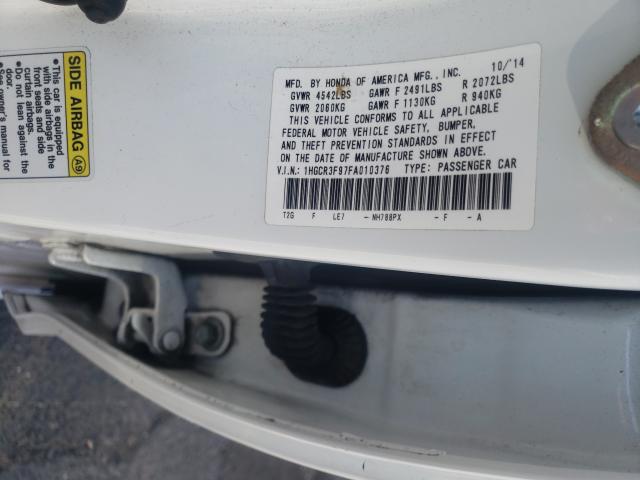 SIDE AIRBAG A9
• This car is equipped
with side airbags in the
front seats and side
curtain airbags.
• Do not lean against the
door.
• See owner's manual for
10/'14
MFD. BY HONDA OF AMERICA MFG., INC.
GVWR 4542LBS GAWR F 2491LBS R 2072LBS
GVWR 2060KG GAWR F 1130KG R 940KG
THIS VEHICLE CONFORMS TO ALL APPLICABLE
FEDERAL MOTOR VEHICLE SAFETY, BUMPER,
AND THEFT PREVENTION STANDARDS IN EFFECT
ON THE DATE OF MANUFACTURE SHOWN ABOVE.
V.I.N.: 1HGCR3F97FA010376 TYPE: PASSENGER CAR
T2G F LE7 – NH788PX – F – A